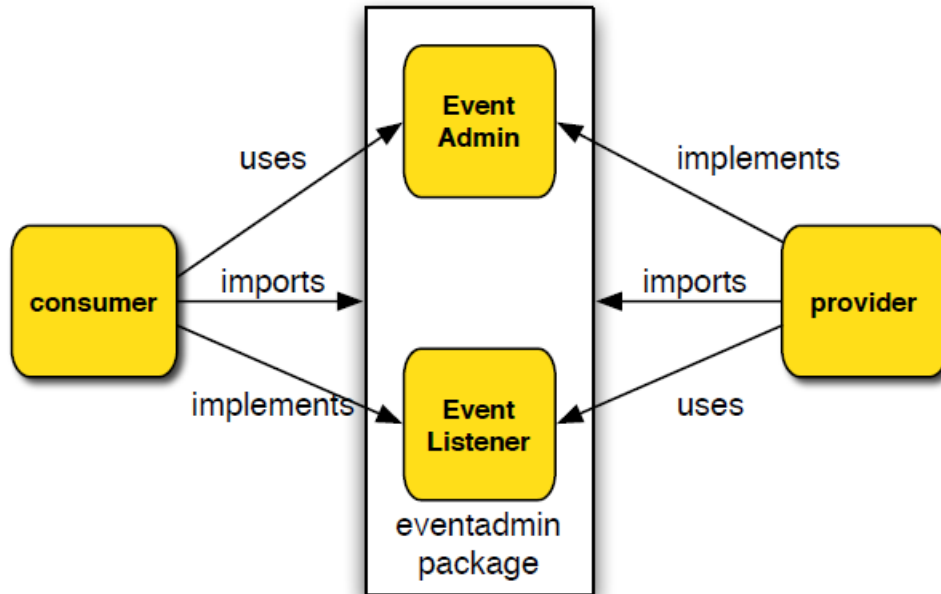 Event
Admin
uses
implements
consumer
imports
imports
provider
implements
Event
Listener
uses
eventadmin
package